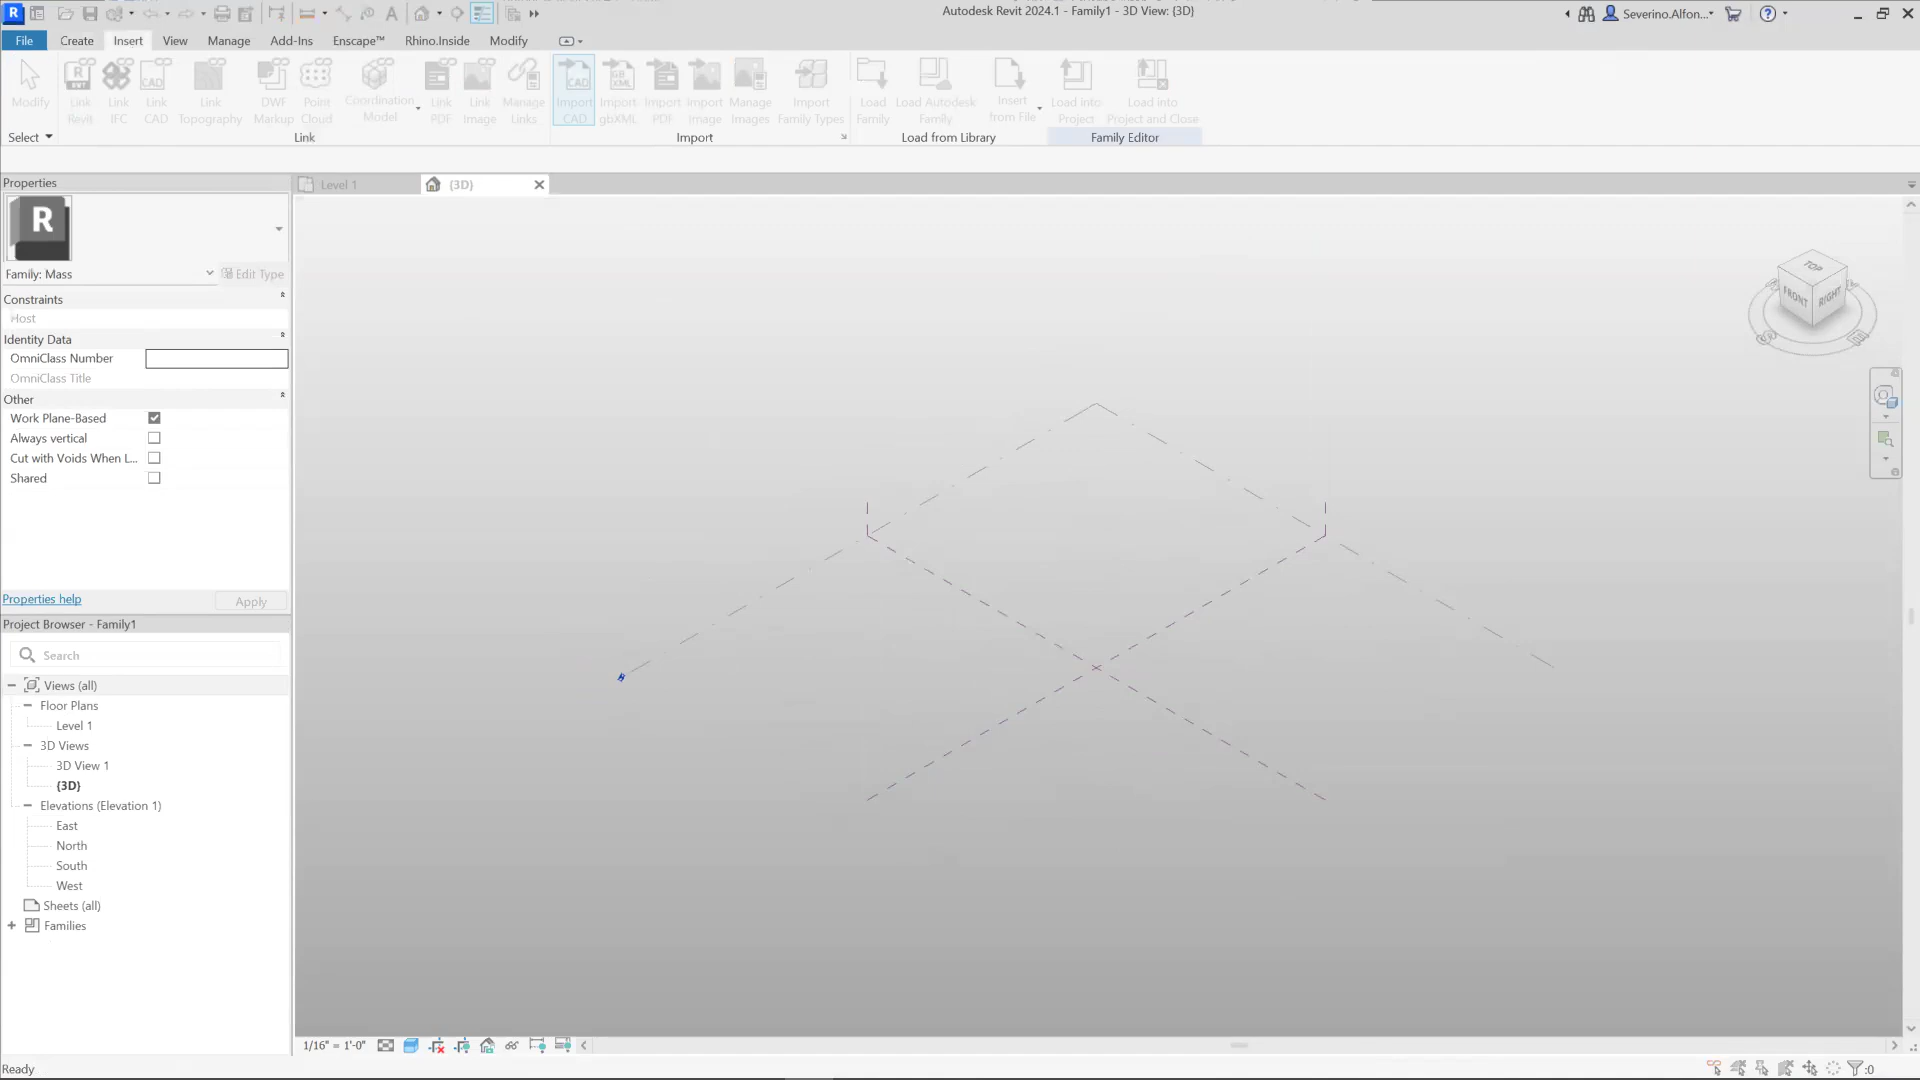 Autodesk Revit 2024.1 - Family1 - 3D View: {3D}
Severino.Alfon...
File Create Insert View Manage Add-Ins Enscape™ Rhino.Inside Modify
Modify
Link Revit
Link IFC
Link CAD
Link Topography
DWF Markup
Point Cloud
Coordination Model
Link PDF
Link Image
Manage Links
Import CAD
Import gbXML
Import PDF
Import Image
Manage Images
Import Family Types
Load Family
Load Autodesk Family
Insert from File
Load into Project
Load into Project and Close
Select Link Import Load from Library Family Editor
Properties
Level 1
{3D}
R
Family: Mass
Edit Type
Constraints
Host
Identity Data
OmniClass Number
OmniClass Title
Other
Work Plane-Based
Always vertical
Cut with Voids When L...
Shared
Properties help
Apply
Project Browser - Family1
Search
Views (all)
Floor Plans
Level 1
3D Views
3D View 1
{3D}
Elevations (Elevation 1)
East
North
South
West
Sheets (all)
Families
TOP
FRONT
RIGHT
1/16" = 1'-0"
Ready
:0